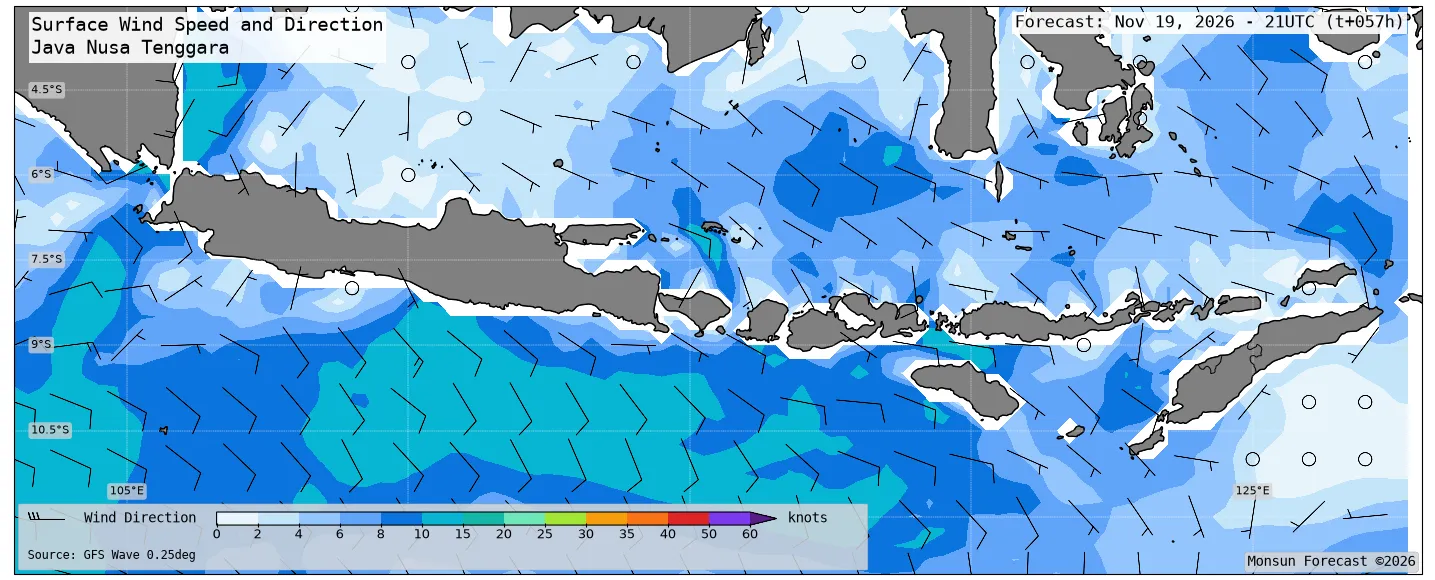 Surface Wind Speed and Direction
Java Nusa Tenggara
Forecast: Nov 19, 2026 - 21UTC (t+057h)
4.5°S
6°S
7.5°S
9°S
10.5°S
105°E
125°E
Wind Direction
0 2 4 6 8 10 15 20 25 30 35 40 50 60
knots
Source: GFS Wave 0.25deg
Monsun Forecast ©2026